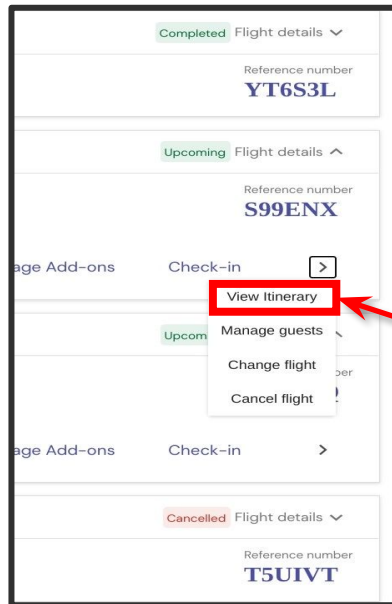 Completed Flight details
Reference number
YT6S3L
Upcoming Flight details
Reference number
S99ENX
age Add-ons Check-in
View Itinerary
Manage guests
Change flight
Cancel flight
Upcom
ber
age Add-ons Check-in
Cancelled Flight details
Reference number
T5UIVT